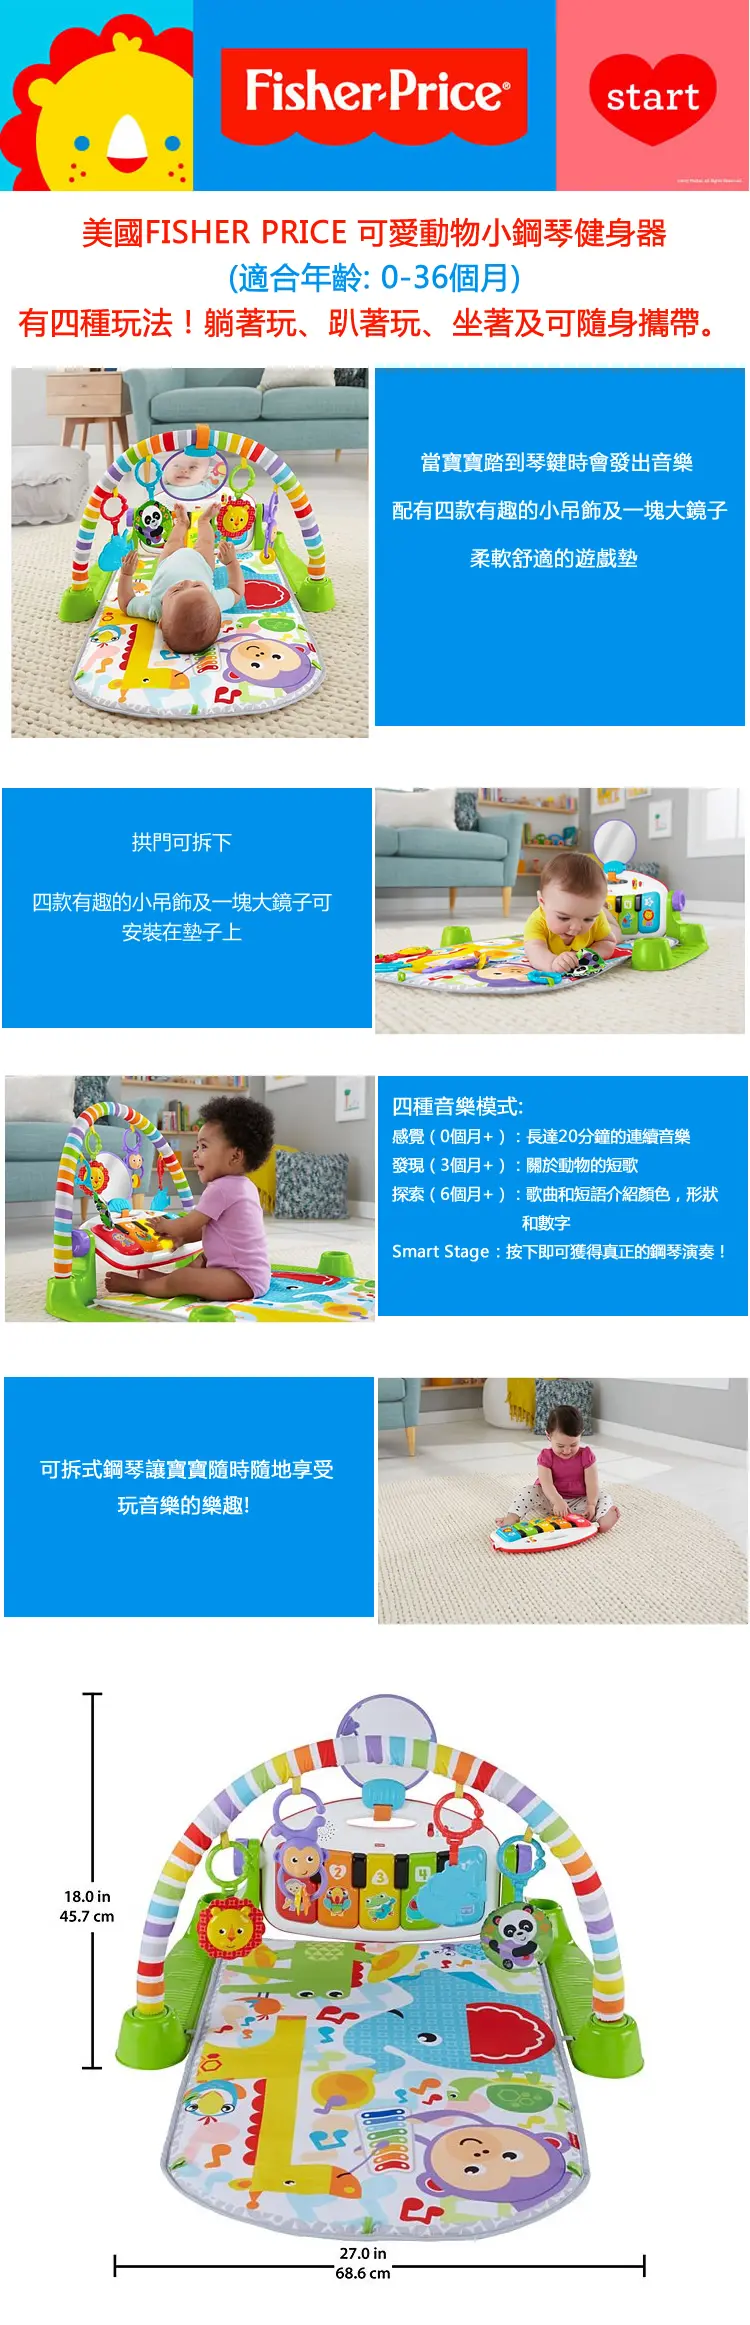 Fisher-Price®
start
美國FISHER PRICE 可愛動物小鋼琴健身器
(適合年齡: 0-36個月)
有四種玩法！躺著玩、趴著玩、坐著及可隨身攜帶。
當寶寶踏到琴鍵時會發出音樂
配有四款有趣的小吊飾及一塊大鏡子
柔軟舒適的遊戲墊
拱門可拆下
四款有趣的小吊飾及一塊大鏡子可
安裝在墊子上
四種音樂模式:
感覺（0個月+）：長達20分鐘的連續音樂
發現（3個月+）：關於動物的短歌
探索（6個月+）：歌曲和短語介紹顏色，形狀
和數字
Smart Stage：按下即可獲得真正的鋼琴演奏！
可拆式鋼琴讓寶寶隨時隨地享受
玩音樂的樂趣!
2 3 4
18.0 in
45.7 cm
27.0 in
68.6 cm